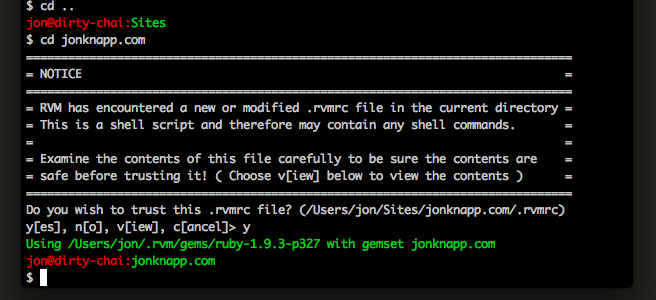 $ cd ..
jon@dirty-chai:Sites
$ cd jonknapp.com
==============================================================================
= NOTICE                                                                     =
==============================================================================
= RVM has encountered a new or modified .rvmrc file in the current directory =
= This is a shell script and therefore may contain any shell commands.       =
=                                                                            =
= Examine the contents of this file carefully to be sure the contents are    =
= safe before trusting it! ( Choose v[iew] below to view the contents )      =
==============================================================================
Do you wish to trust this .rvmrc file? (/Users/jon/Sites/jonknapp.com/.rvmrc)
y[es], n[o], v[iew], c[ancel]> y
Using /Users/jon/.rvm/gems/ruby-1.9.3-p327 with gemset jonknapp.com
jon@dirty-chai:jonknapp.com
$